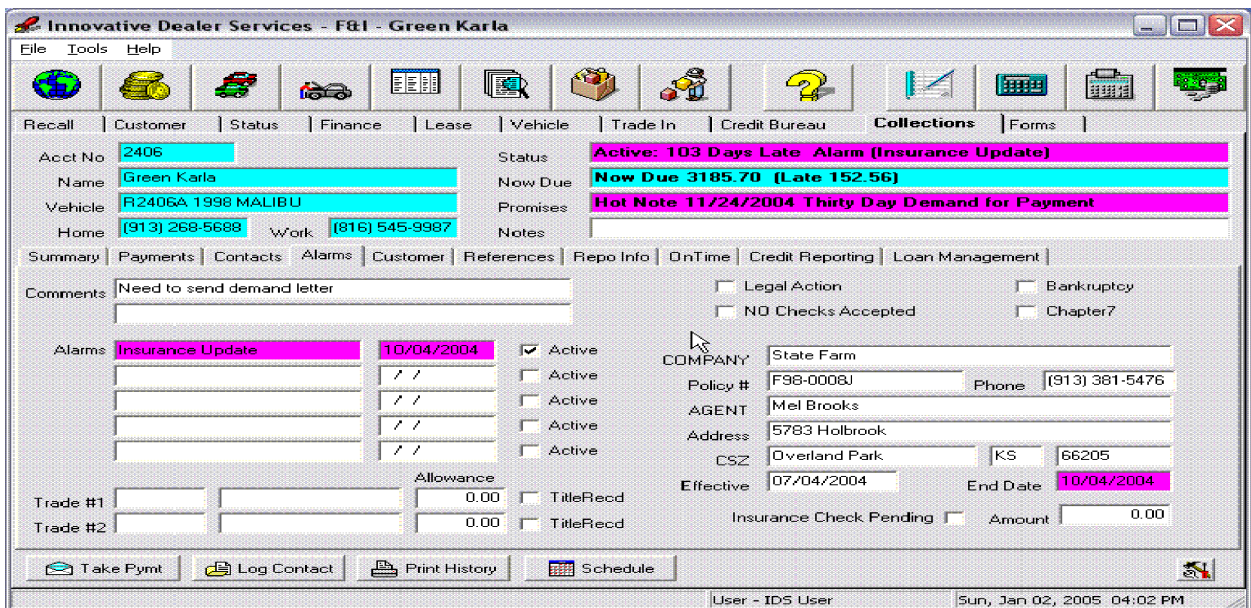 Innovative Dealer Services - F&I - Green Karla
File Tools Help
Recall Customer Status Finance Lease Vehicle Trade In Credit Bureau Collections Forms
Acct No 2406 Status Active: 103 Days Late Alarm (Insurance Update)
Name Green Karla Now Due Now Due 3185.70 (Late 152.56)
Vehicle R2406A 1998 MALIBU Promises Hot Note 11/24/2004 Thirty Day Demand for Payment
Home (913) 268-5688 Work (816) 545-9987 Notes
Summary Payments Contacts Alarms Customer References Repo Info OnTime Credit Reporting Loan Management
Comments Need to send demand letter Legal Action Bankruptcy
NO Checks Accepted Chapter7
Alarms Insurance Update 10/04/2004 Active COMPANY State Farm
/ / Active Policy # F98-0008J Phone (913) 381-5476
/ / Active AGENT Mel Brooks
/ / Active Address 5783 Holbrook
/ / Active CSZ Overland Park KS 66205
Allowance Effective 07/04/2004 End Date 10/04/2004
Trade #1 0.00 TitleRecd
Trade #2 0.00 TitleRecd Insurance Check Pending Amount 0.00
Take Pymt Log Contact Print History Schedule
User - IDS User Sun, Jan 02, 2005 04:02 PM